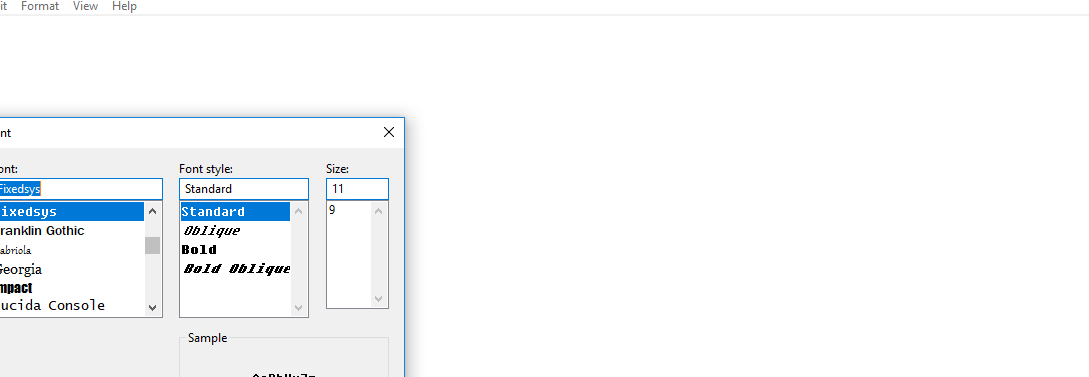 it Format View Help
nt
ont: Font style: Size:
Fixedsys Standard 11
ixedsys Standard 9
ranklin Gothic Oblique
abriola Bold
Georgia Bold Oblique
mpact
ucida Console
Sample